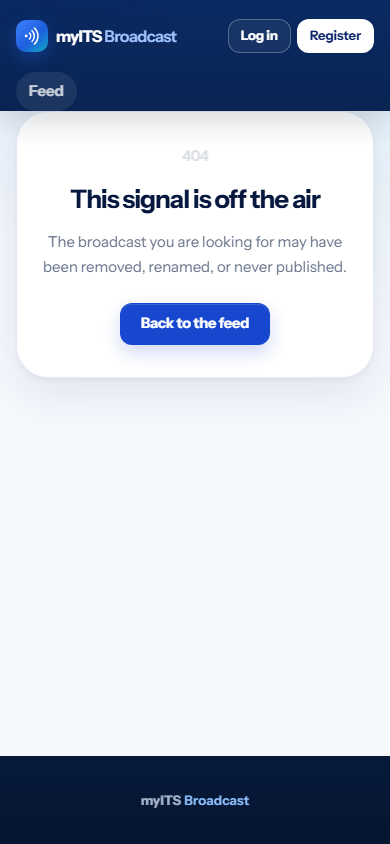 myITS Broadcast
Log in
Register
Feed
404
This signal is off the air
The broadcast you are looking for may have
been removed, renamed, or never published.
Back to the feed
myITS Broadcast